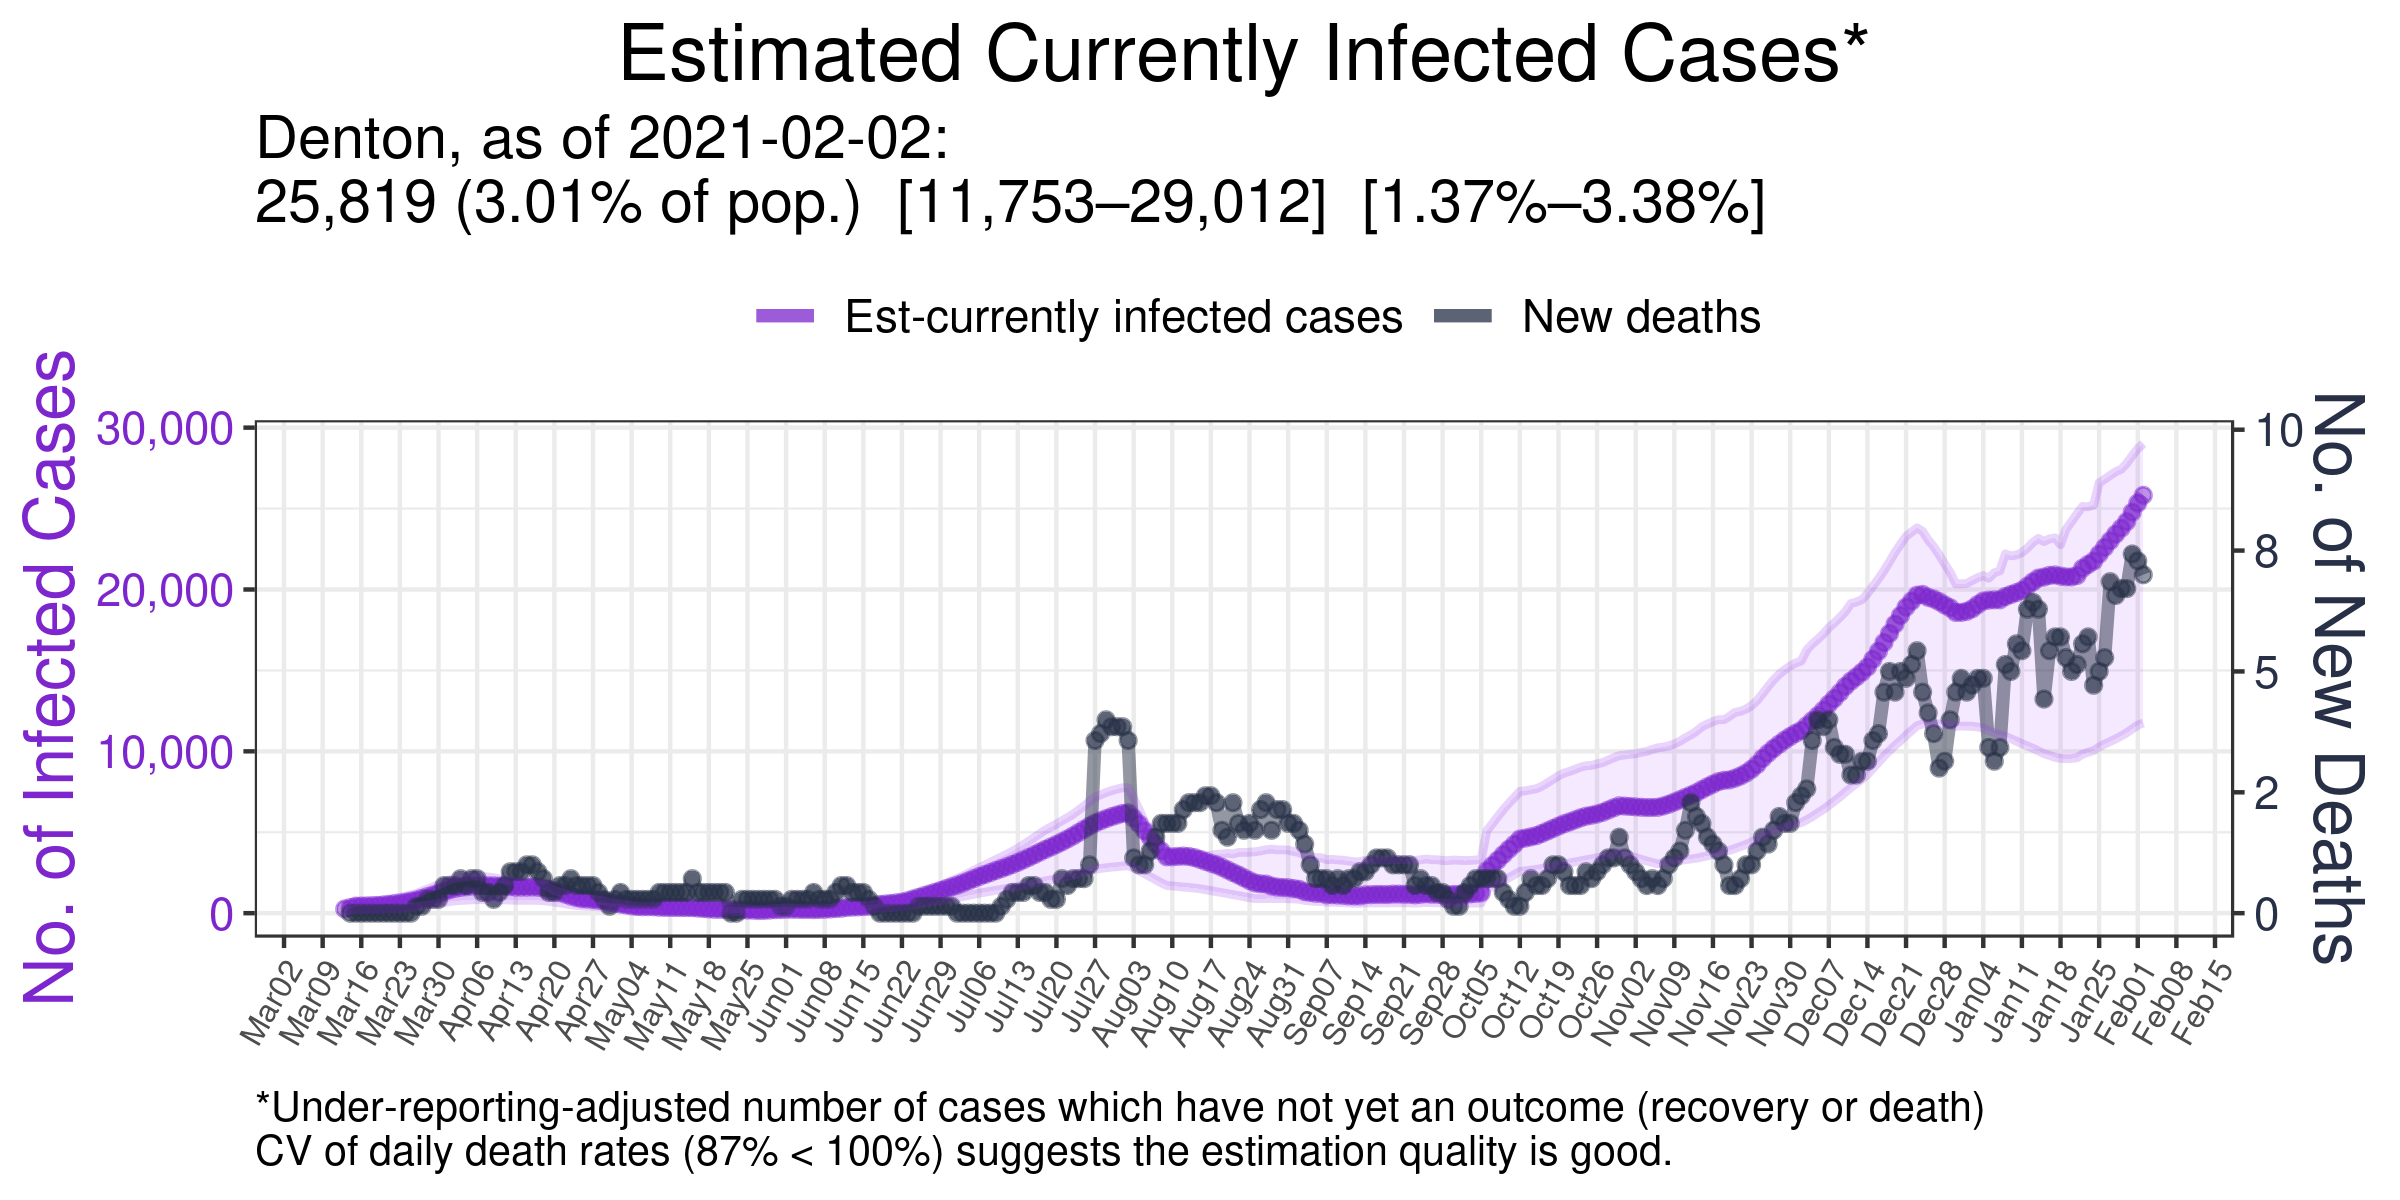 Estimated Currently Infected Cases*
Denton, as of 2021-02-02:
25,819 (3.01% of pop.)  [11,753–29,012]  [1.37%–3.38%]
Est-currently infected cases
New deaths
No. of Infected Cases
30,000
20,000
10,000
0
10
8
5
2
0
No. of New Deaths
Mar02
Mar09
Mar16
Mar23
Mar30
Apr06
Apr13
Apr20
Apr27
May04
May11
May18
May25
Jun01
Jun08
Jun15
Jun22
Jun29
Jul06
Jul13
Jul20
Jul27
Aug03
Aug10
Aug17
Aug24
Aug31
Sep07
Sep14
Sep21
Sep28
Oct05
Oct12
Oct19
Oct26
Nov02
Nov09
Nov16
Nov23
Nov30
Dec07
Dec14
Dec21
Dec28
Jan04
Jan11
Jan18
Jan25
Feb01
Feb08
Feb15
*Under-reporting-adjusted number of cases which have not yet an outcome (recovery or death)
CV of daily death rates (87% < 100%) suggests the estimation quality is good.